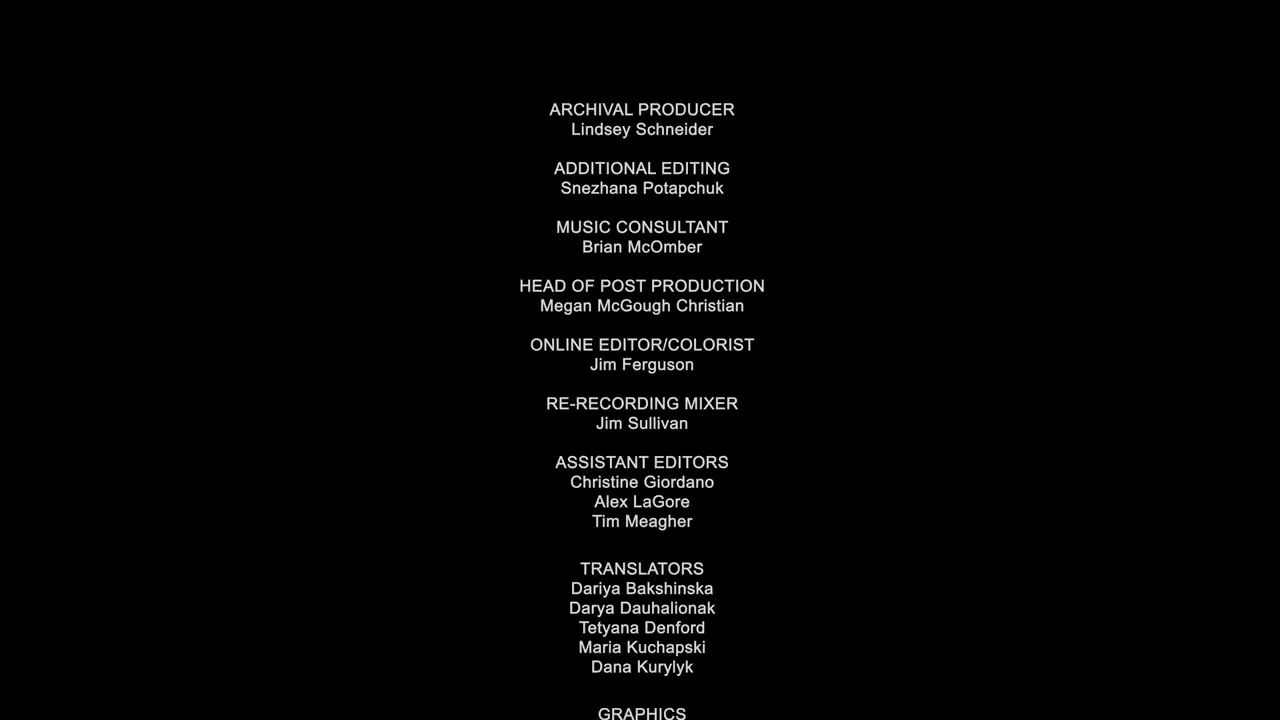 ARCHIVAL PRODUCER
Lindsey Schneider
ADDITIONAL EDITING
Snezhana Potapchuk
MUSIC CONSULTANT
Brian McOmber
HEAD OF POST PRODUCTION
Megan McGough Christian
ONLINE EDITOR/COLORIST
Jim Ferguson
RE-RECORDING MIXER
Jim Sullivan
ASSISTANT EDITORS
Christine Giordano
Alex LaGore
Tim Meagher
TRANSLATORS
Dariya Bakshinska
Darya Dauhalionak
Tetyana Denford
Maria Kuchapski
Dana Kurylyk
GRAPHICS